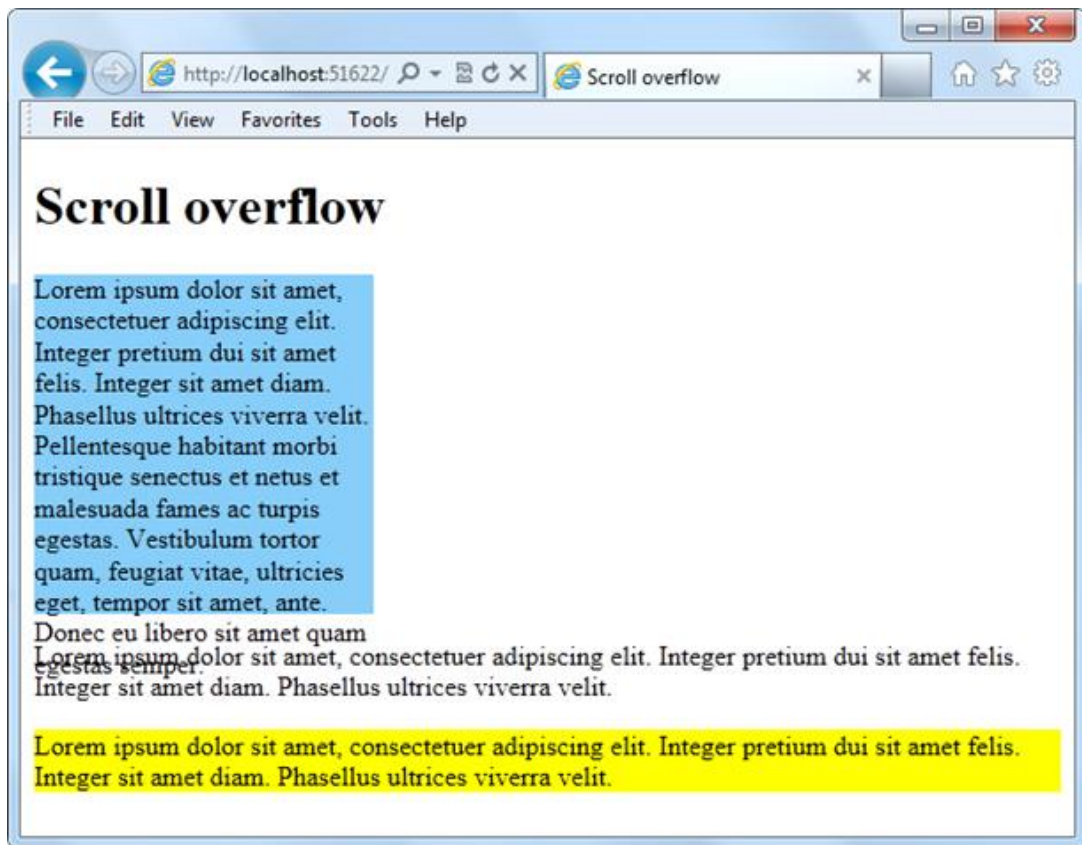 http://localhost:51622/
Scroll overflow
File Edit View Favorites Tools Help
Scroll overflow
Lorem ipsum dolor sit amet,
consectetuer adipiscing elit.
Integer pretium dui sit amet
felis. Integer sit amet diam.
Phasellus ultrices viverra velit.
Pellentesque habitant morbi
tristique senectus et netus et
malesuada fames ac turpis
egestas. Vestibulum tortor
quam, feugiat vitae, ultricies
eget, tempor sit amet, ante.
Donec eu libero sit amet quam
egestas semper.
Lorem ipsum dolor sit amet, consectetuer adipiscing elit. Integer pretium dui sit amet felis.
Integer sit amet diam. Phasellus ultrices viverra velit.
Lorem ipsum dolor sit amet, consectetuer adipiscing elit. Integer pretium dui sit amet felis.
Integer sit amet diam. Phasellus ultrices viverra velit.